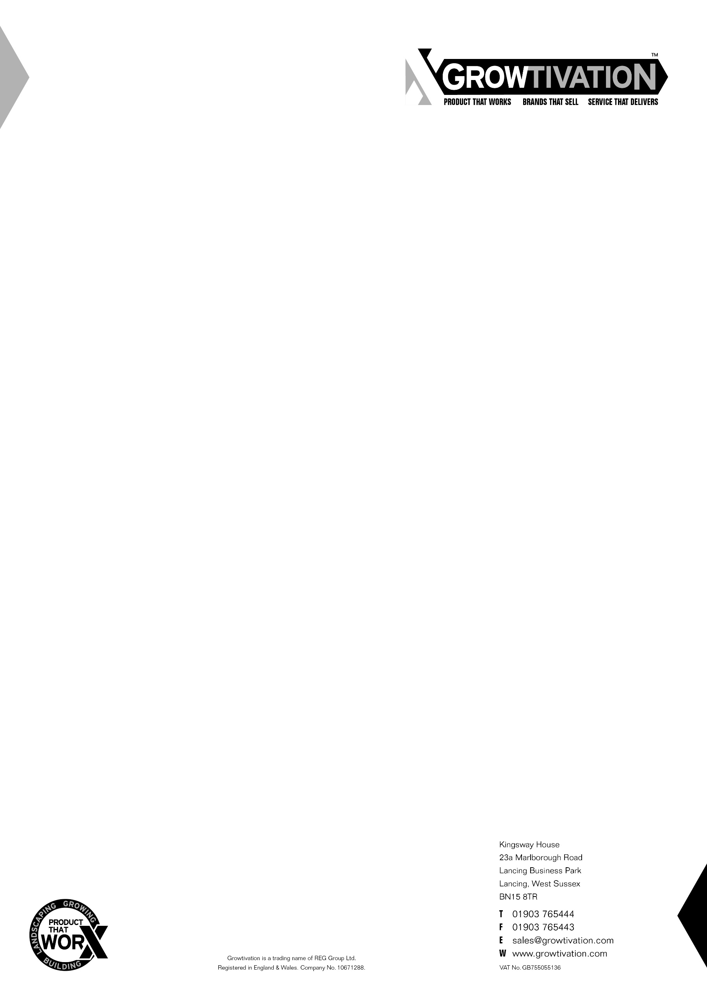 TM
GROWTIVATION
PRODUCT THAT WORKS BRANDS THAT SELL SERVICE THAT DELIVERS
Kingsway House
23a Marlborough Road
Lancing Business Park
Lancing, West Sussex
BN15 8TR
T 01903 765444
F 01903 765443
E sales@growtivation.com
W www.growtivation.com
VAT No. GB755055136
LANDSCAPING GROWING
PRODUCT
THAT
WORX
BUILDING
Growtivation is a trading name of REG Group Ltd.
Registered in England & Wales. Company No. 10671288.